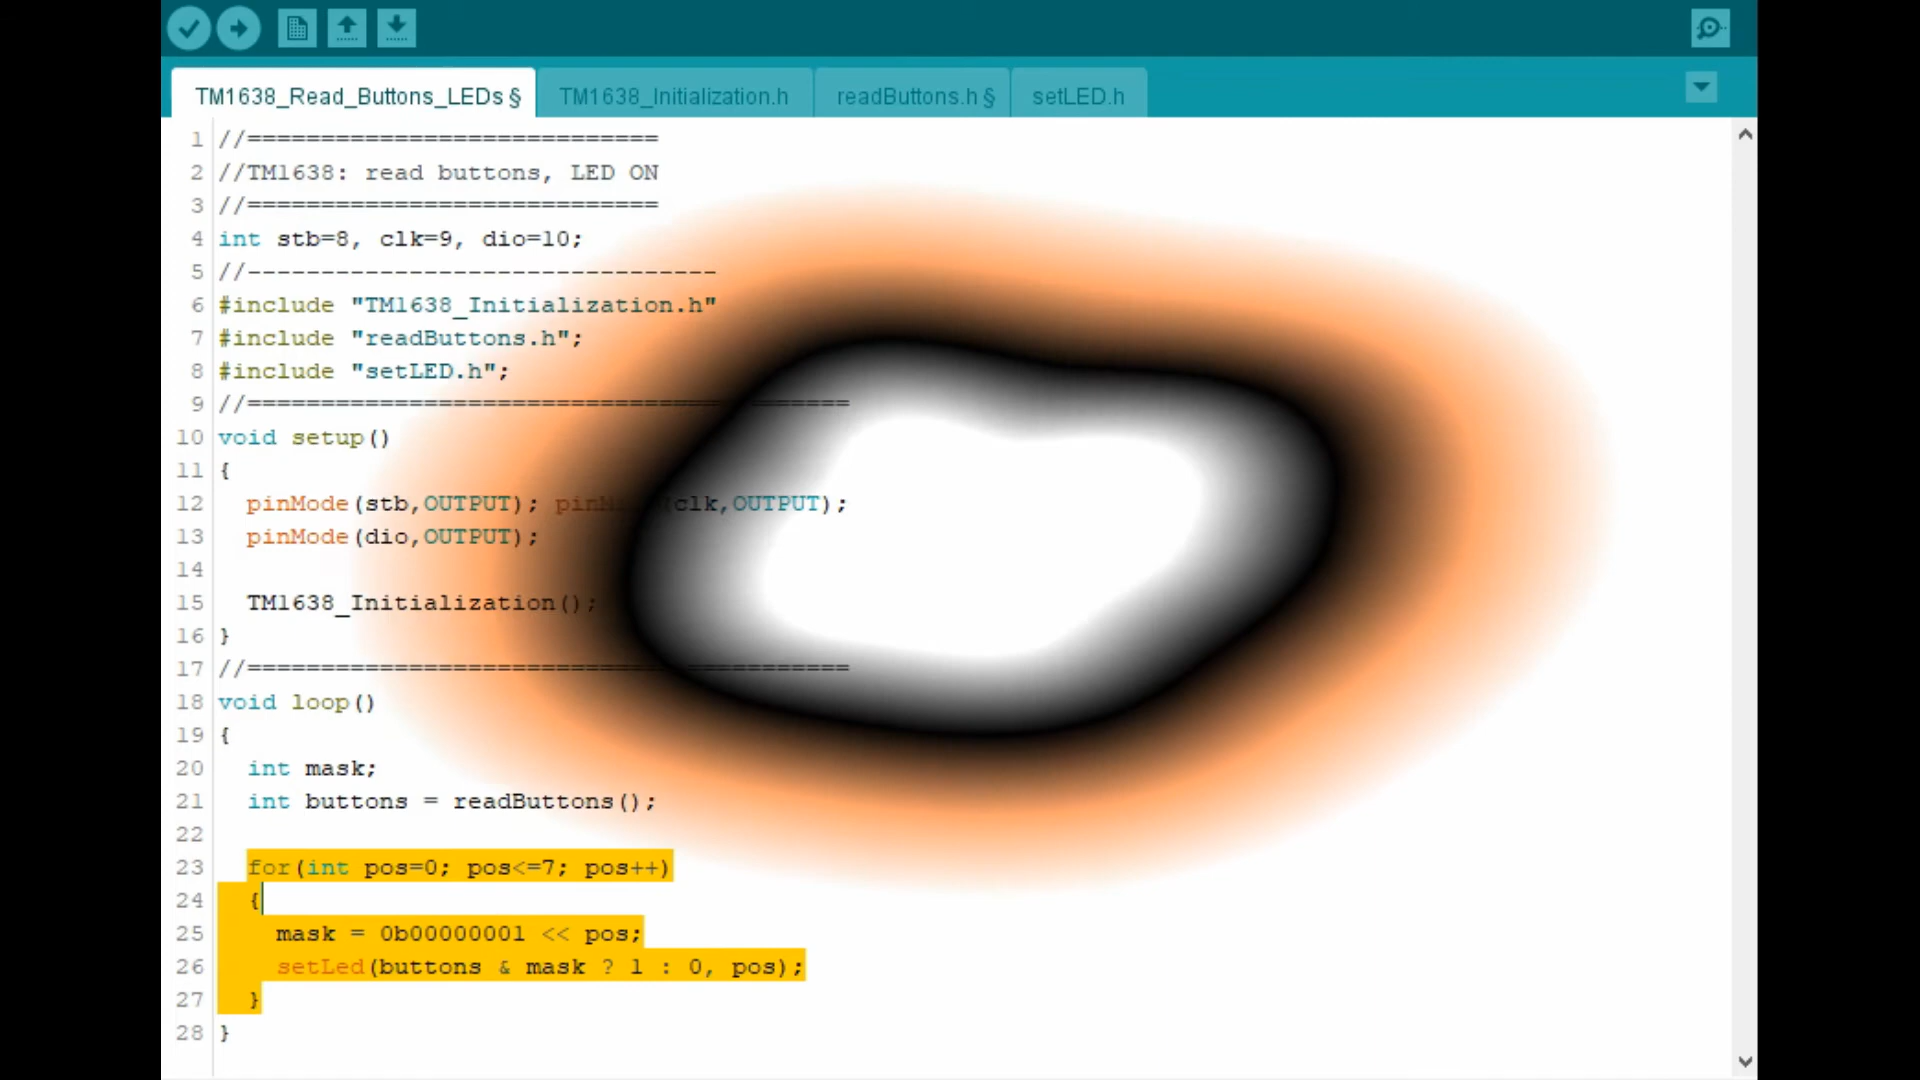 TM1638_Read_Buttons_LEDs § TM1638_Initialization.h readButtons.h § setLED.h
1 //============================
2 //TM1638: read buttons, LED ON
3 //============================
4 int stb=8, clk=9, dio=10;
5 //--------------------------------
6 #include "TM1638_Initialization.h"
7 #include "readButtons.h";
8 #include "setLED.h";
9 //=========================================
10 void setup()
11 {
12 pinMode(stb,OUTPUT); (clk,OUTPUT);
13 pinMode(dio,OUTPUT);
14
15 TM1638_Initialization();
16 }
17 //=========================================
18 void loop()
19 {
20 int mask;
21 int buttons = readButtons();
22
23 for(int pos=0; pos<=7; pos++)
24 {
25 mask = 0b00000001 << pos;
26 setLed(buttons & mask ? 1 : 0, pos);
27 }
28 }